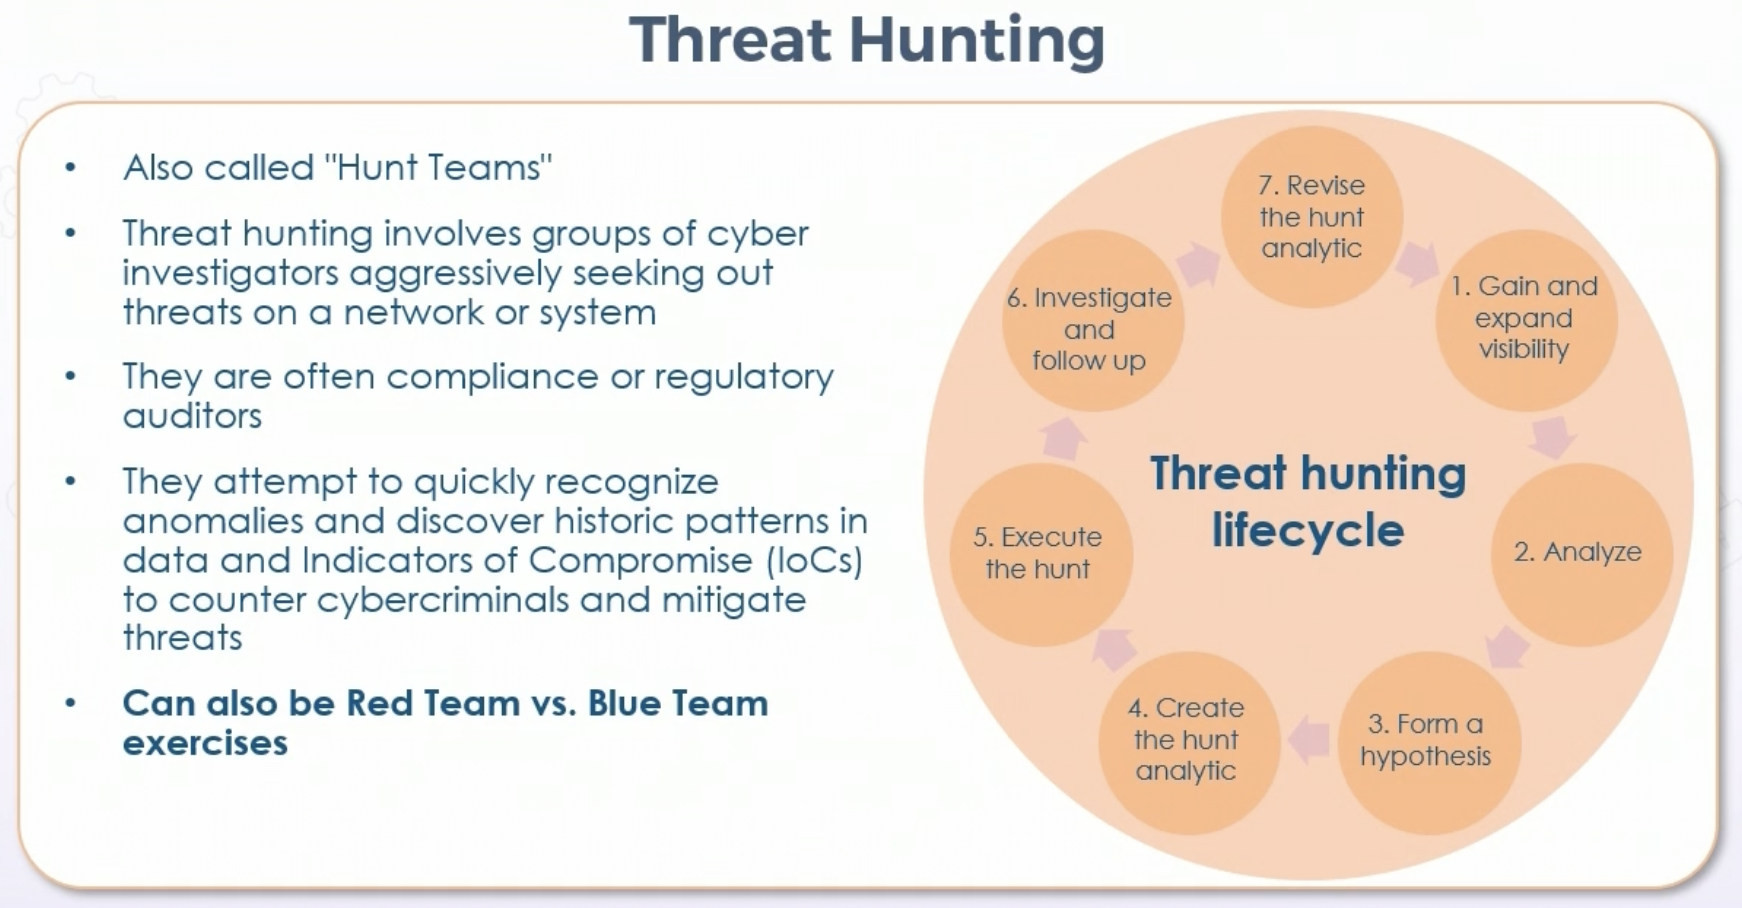 Threat Hunting
• Also called "Hunt Teams"
• Threat hunting involves groups of cyber
investigators aggressively seeking out
threats on a network or system
• They are often compliance or regulatory
auditors
• They attempt to quickly recognize
anomalies and discover historic patterns in
data and Indicators of Compromise (IoCs)
to counter cybercriminals and mitigate
threats
• Can also be Red Team vs. Blue Team
exercises
Threat hunting
lifecycle
1. Gain and
expand
visibility
2. Analyze
3. Form a
hypothesis
4. Create
the hunt
analytic
5. Execute
the hunt
6. Investigate
and
follow up
7. Revise
the hunt
analytic